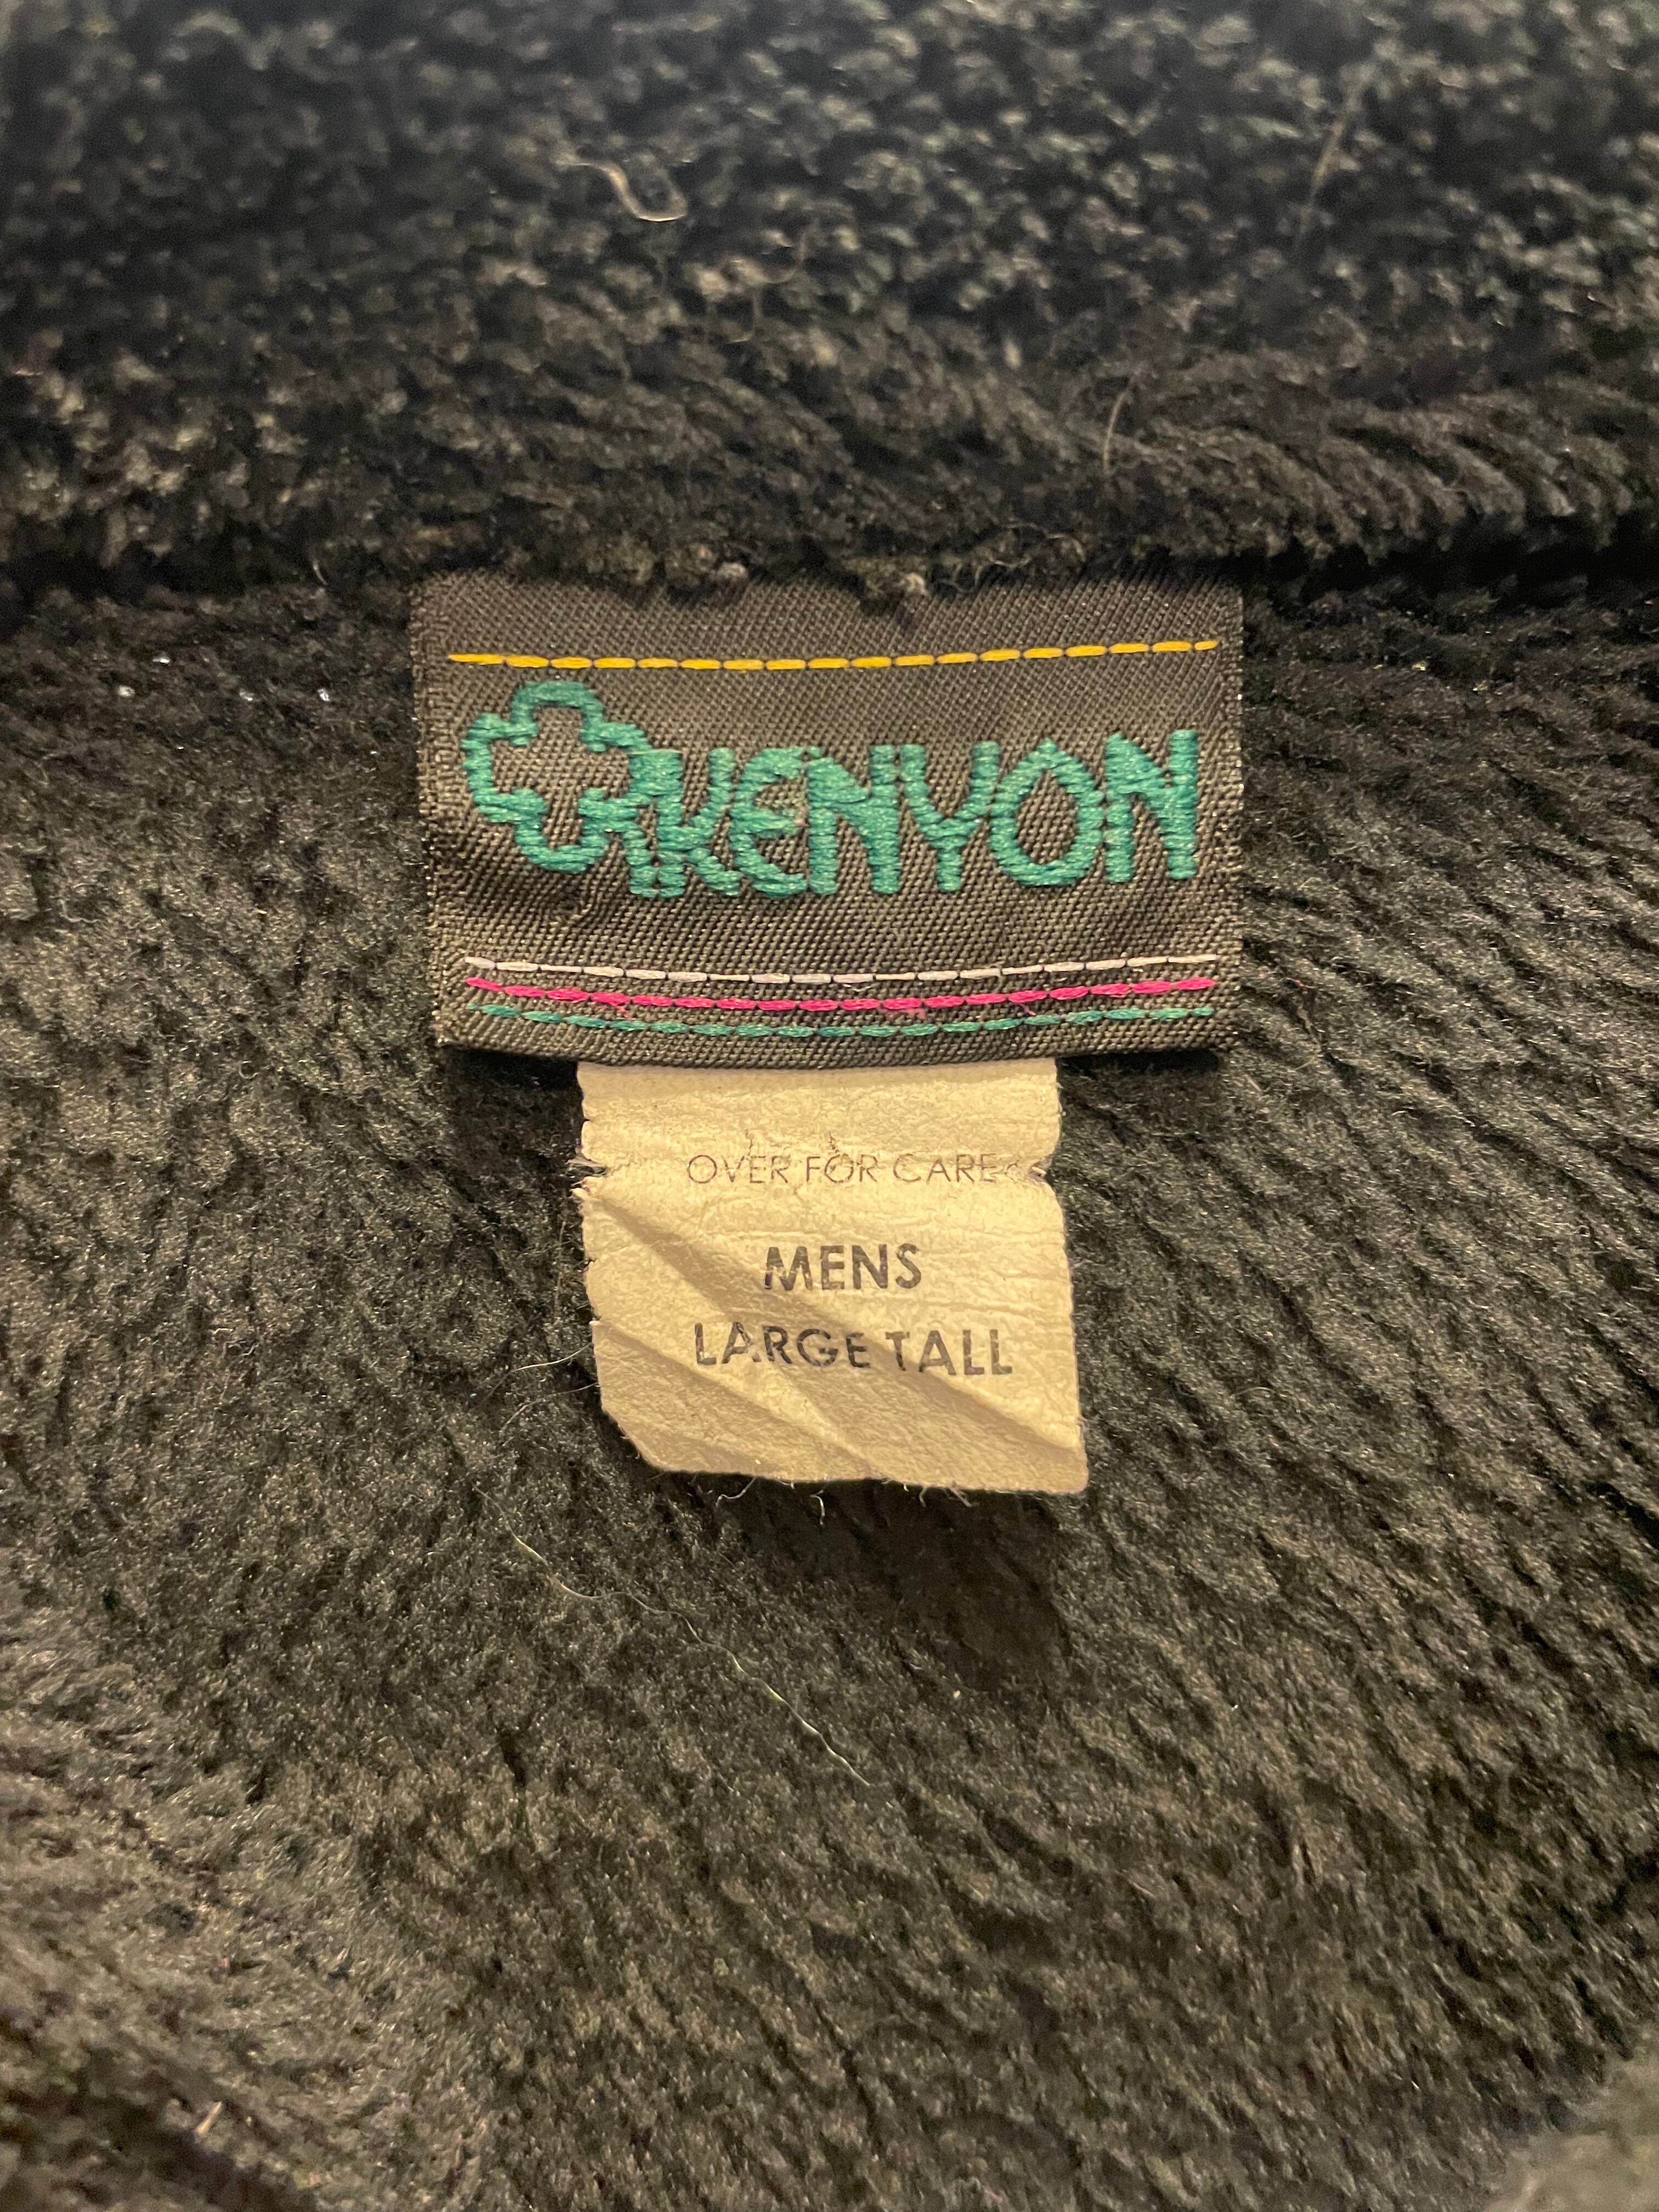 KENYON
OVER FOR CARE
MENS
LARGE TALL